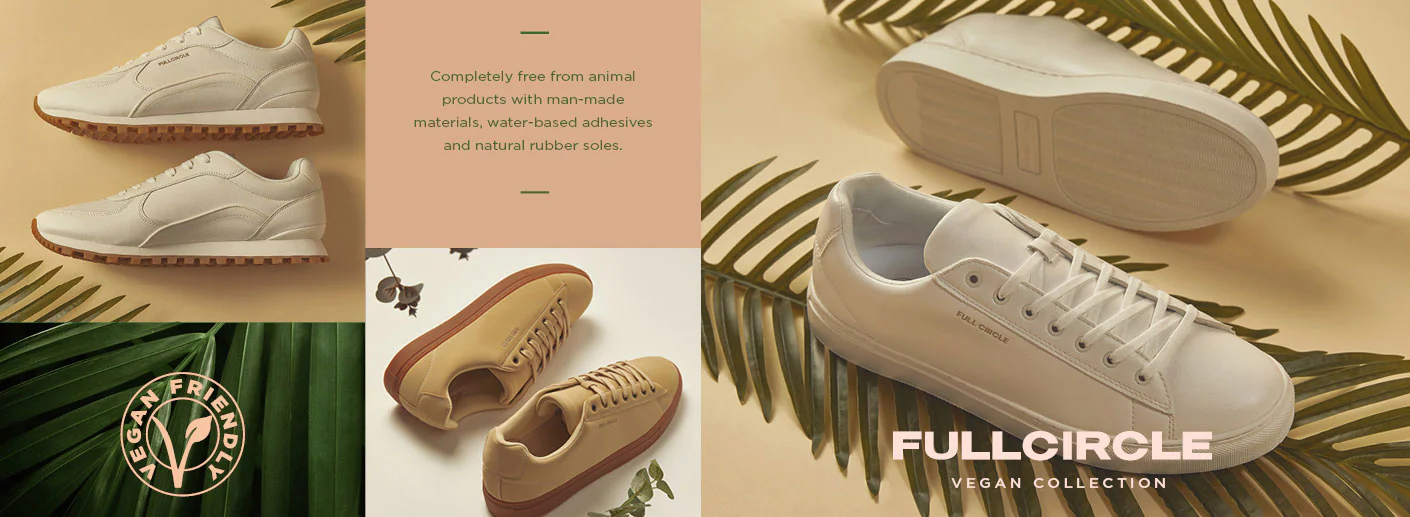 FULLCIRCLE
Completely free from animal
products with man-made
materials, water-based adhesives
and natural rubber soles.
VEGAN FRIENDLY
FULL CIRCLE
FULLCIRCLE
VEGAN COLLECTION